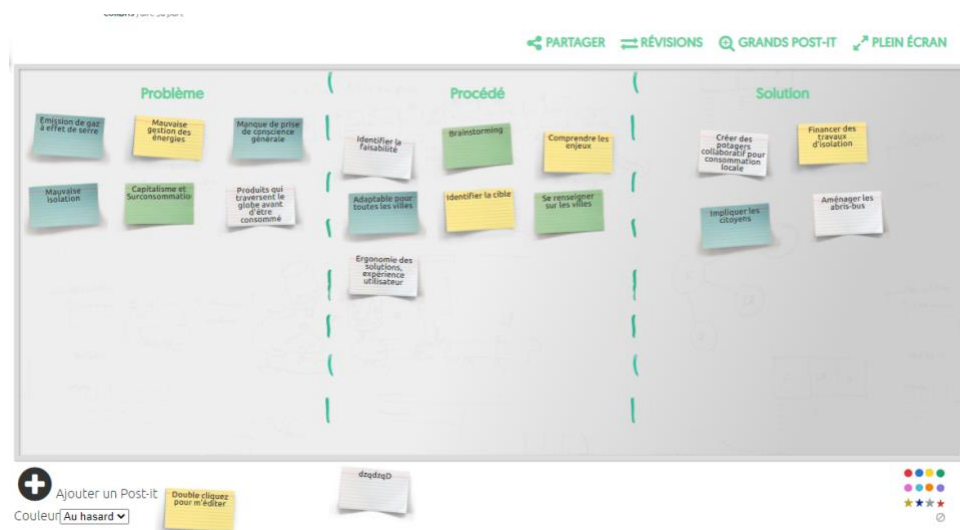 PARTAGER
RÉVISIONS
GRANDS POST-IT
PLEIN ÉCRAN
Problème
Emission de gaz
à effet de serre
Mauvaise
gestion des
énergies
Manque de prise
de conscience
générale
Mauvaise
isolation
Capitalisme et
Surconsommatio
Produits qui
traversent le
globe avant
d'être
consommé
Procédé
Identifier la
faisabilité
Brainstorming
Comprendre les
enjeux
Adaptable pour
toutes les villes
Identifier la cible
Se renseigner
sur les villes
Ergonomie des
solutions,
expérience
utilisateur
Solution
Créer des
potagers
collaboratif pour
consommation
locale
Financer des
travaux
d'isolation
Impliquer les
citoyens
Aménager les
abris-bus
Ajouter un Post-it
Couleur Au hasard
Double cliquez
pour m'éditer
dzqdzqD